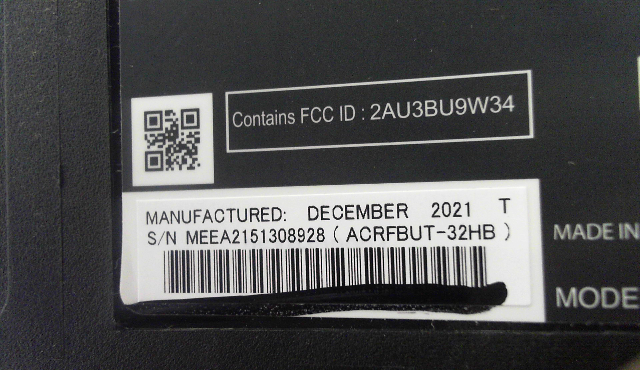 Contains FCC ID : 2AU3BU9W34
MANUFACTURED: DECEMBER 2021 T
S/N MEEA2151308928 ( ACRFBUT-32HB )
MADE IN
MODE